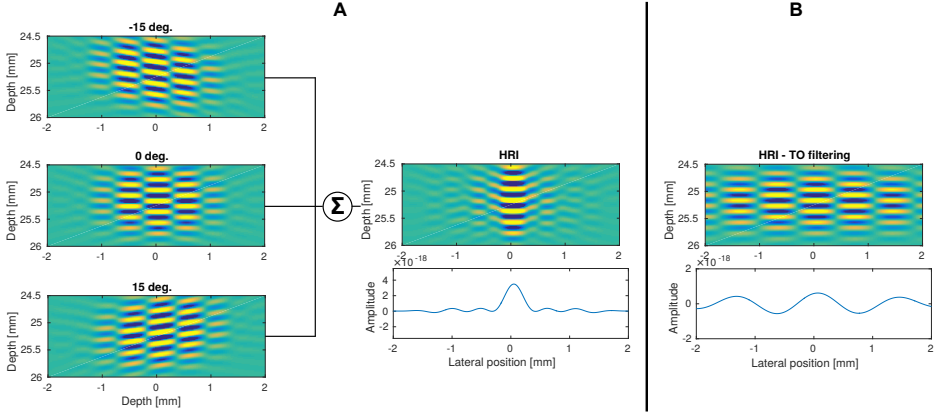 A
B
-15 deg.
Depth [mm]
24.5
25
25.5
26
-2 -1 0 1 2
0 deg.
Depth [mm]
24.5
25
25.5
26
-2 -1 0 1 2
15 deg.
Depth [mm]
24.5
25
25.5
26
-2 -1 0 1 2
Depth [mm]
Σ
HRI
Depth [mm]
24.5
25
25.5
26
-2 -1 0 1 2
×10^-18
Amplitude
4
2
0
-2
-2 -1 0 1 2
Lateral position [mm]
HRI - TO filtering
Depth [mm]
24.5
25
25.5
26
-2 -1 0 1 2
×10^-18
Amplitude
2
0
-2
-2 -1 0 1 2
Lateral position [mm]